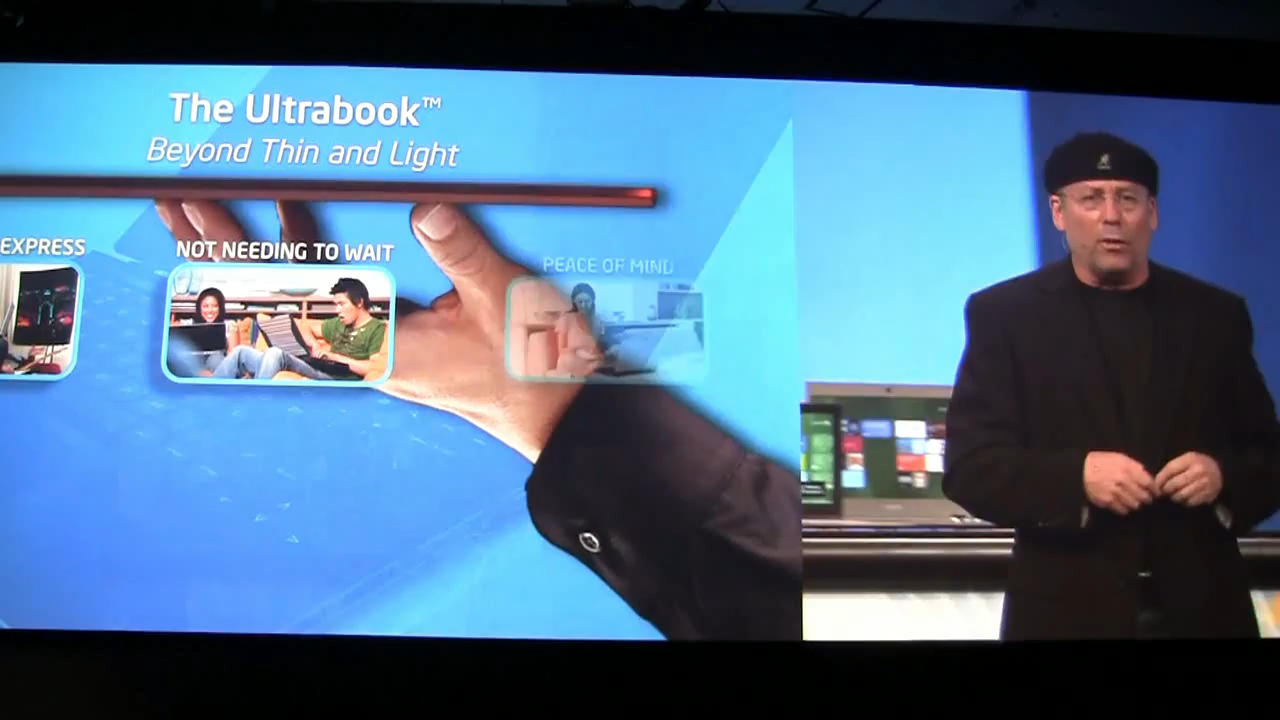 The Ultrabook™
Beyond Thin and Light
EXPRESS
NOT NEEDING TO WAIT
PEACE OF MIND